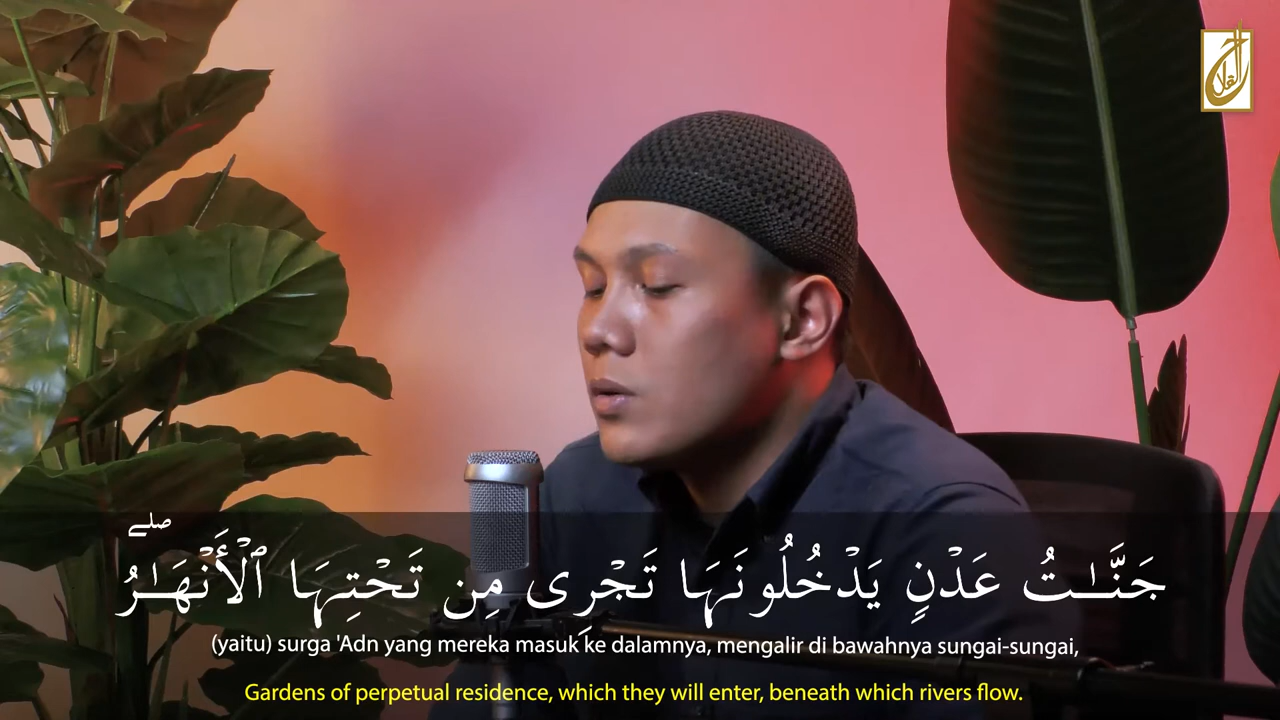 جَنَّـٰتُ عَدْنٍ يَدْخُلُونَهَا تَجْرِى مِن تَحْتِهَا ٱلْأَنْهَـٰرُ ۖ
(yaitu) surga 'Adn yang mereka masuk ke dalamnya, mengalir di bawahnya sungai-sungai,
Gardens of perpetual residence, which they will enter, beneath which rivers flow.